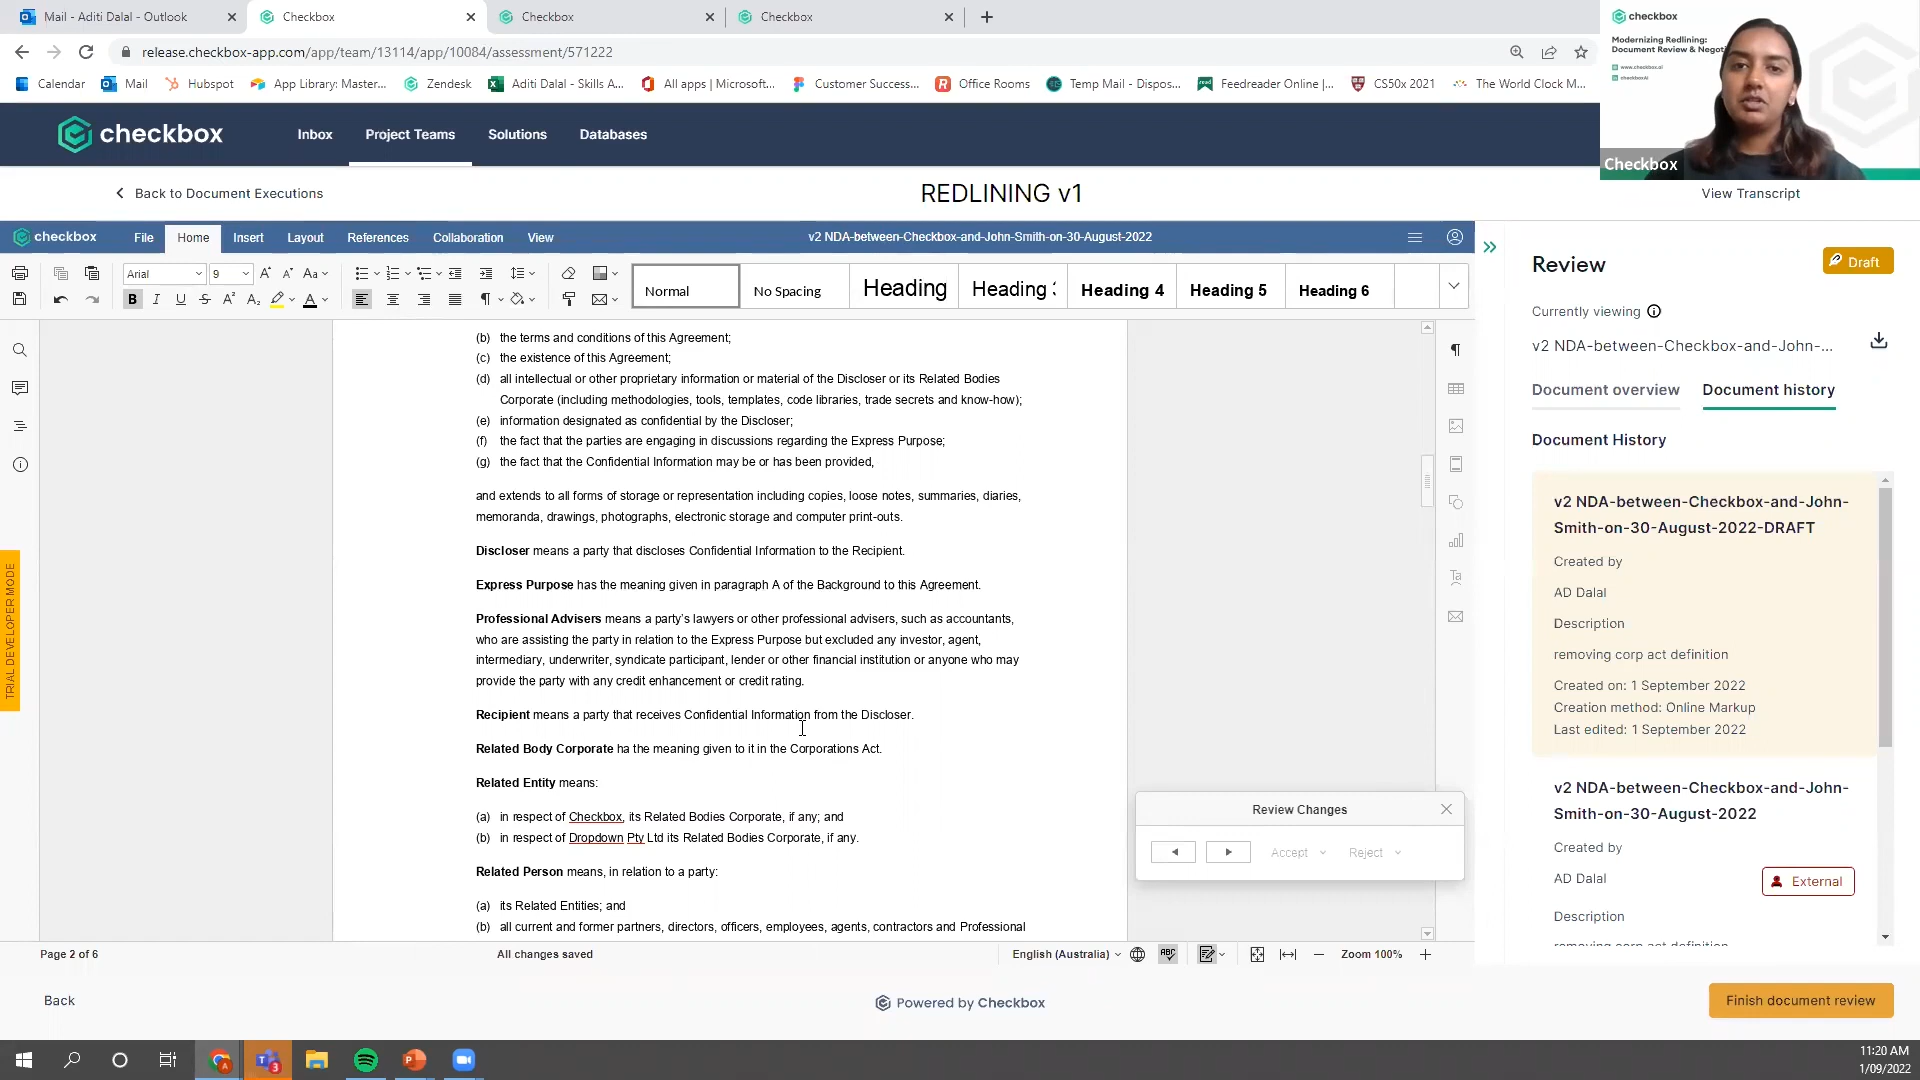 Mail - Aditi Dalal - Outlook
Checkbox
Checkbox
Checkbox
release.checkbox-app.com/app/team/13114/app/10084/assessment/571222
Calendar
Mail
Hubspot
App Library: Master...
Zendesk
Aditi Dalal - Skills A...
All apps | Microsoft...
Customer Success...
Office Rooms
Temp Mail - Dispos...
Feedreader Online |...
CS50x 2021
The World Clock M...
checkbox
Modernizing Redlining:
Document Review & Negoti
www.checkbox.ai
checkboxAI
Checkbox
checkbox
Inbox
Project Teams
Solutions
Databases
Back to Document Executions
REDLINING v1
View Transcript
checkbox
File
Home
Insert
Layout
References
Collaboration
View
v2 NDA-between-Checkbox-and-John-Smith-on-30-August-2022
Arial
9
Normal
No Spacing
Heading
Heading
Heading 4
Heading 5
Heading 6
(b) the terms and conditions of this Agreement;
(c) the existence of this Agreement;
(d) all intellectual or other proprietary information or material of the Discloser or its Related Bodies
Corporate (including methodologies, tools, templates, code libraries, trade secrets and know-how);
(e) information designated as confidential by the Discloser;
(f) the fact that the parties are engaging in discussions regarding the Express Purpose;
(g) the fact that the Confidential Information may be or has been provided,
and extends to all forms of storage or representation including copies, loose notes, summaries, diaries,
memoranda, drawings, photographs, electronic storage and computer print-outs.
Discloser means a party that discloses Confidential Information to the Recipient.
Express Purpose has the meaning given in paragraph A of the Background to this Agreement.
Professional Advisers means a party's lawyers or other professional advisers, such as accountants,
who are assisting the party in relation to the Express Purpose but excluded any investor, agent,
intermediary, underwriter, syndicate participant, lender or other financial institution or anyone who may
provide the party with any credit enhancement or credit rating.
Recipient means a party that receives Confidential Information from the Discloser.
Related Body Corporate ha the meaning given to it in the Corporations Act.
Related Entity means:
(a) in respect of Checkbox, its Related Bodies Corporate, if any; and
(b) in respect of Dropdown Pty Ltd its Related Bodies Corporate, if any.
Related Person means, in relation to a party:
(a) its Related Entities; and
(b) all current and former partners, directors, officers, employees, agents, contractors and Professional
TRIAL DEVELOPER MODE
Review Changes
Accept
Reject
Page 2 of 6
All changes saved
English (Australia)
Zoom 100%
Review
Draft
Currently viewing
v2 NDA-between-Checkbox-and-John-...
Document overview
Document history
Document History
v2 NDA-between-Checkbox-and-John-
Smith-on-30-August-2022-DRAFT
Created by
AD Dalal
Description
removing corp act definition
Created on: 1 September 2022
Creation method: Online Markup
Last edited: 1 September 2022
v2 NDA-between-Checkbox-and-John-
Smith-on-30-August-2022
Created by
AD Dalal
External
Description
removing corp act definition
Back
Powered by Checkbox
Finish document review
11:20 AM
1/09/2022